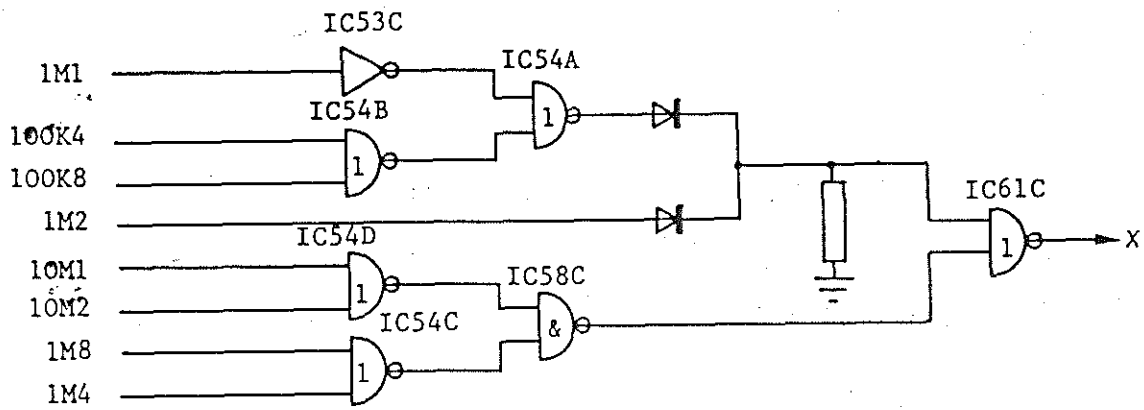 IC53C
1M1
IC54A
1
IC54B
100K4
1
100K8
IC61C
1M2
1
X
IC54D
10M1
1
IC58C
10M2
&
IC54C
1M8
1
1M4